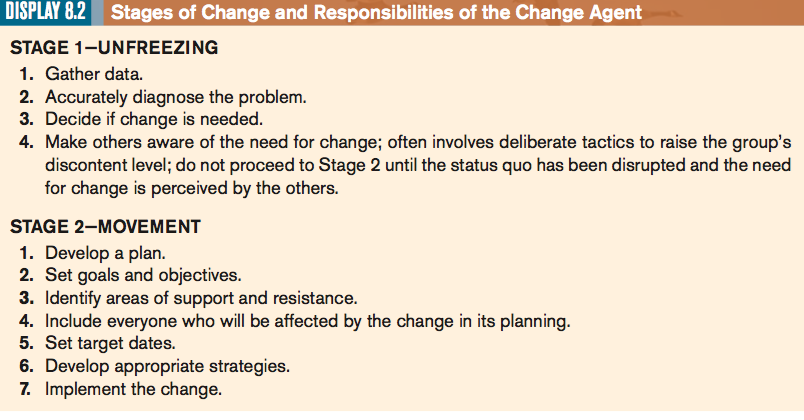 DISPLAY 8.2 Stages of Change and Responsibilities of the Change Agent
STAGE 1—UNFREEZING
1. Gather data.
2. Accurately diagnose the problem.
3. Decide if change is needed.
4. Make others aware of the need for change; often involves deliberate tactics to raise the group's
discontent level; do not proceed to Stage 2 until the status quo has been disrupted and the need
for change is perceived by the others.
STAGE 2—MOVEMENT
1. Develop a plan.
2. Set goals and objectives.
3. Identify areas of support and resistance.
4. Include everyone who will be affected by the change in its planning.
5. Set target dates.
6. Develop appropriate strategies.
7. Implement the change.